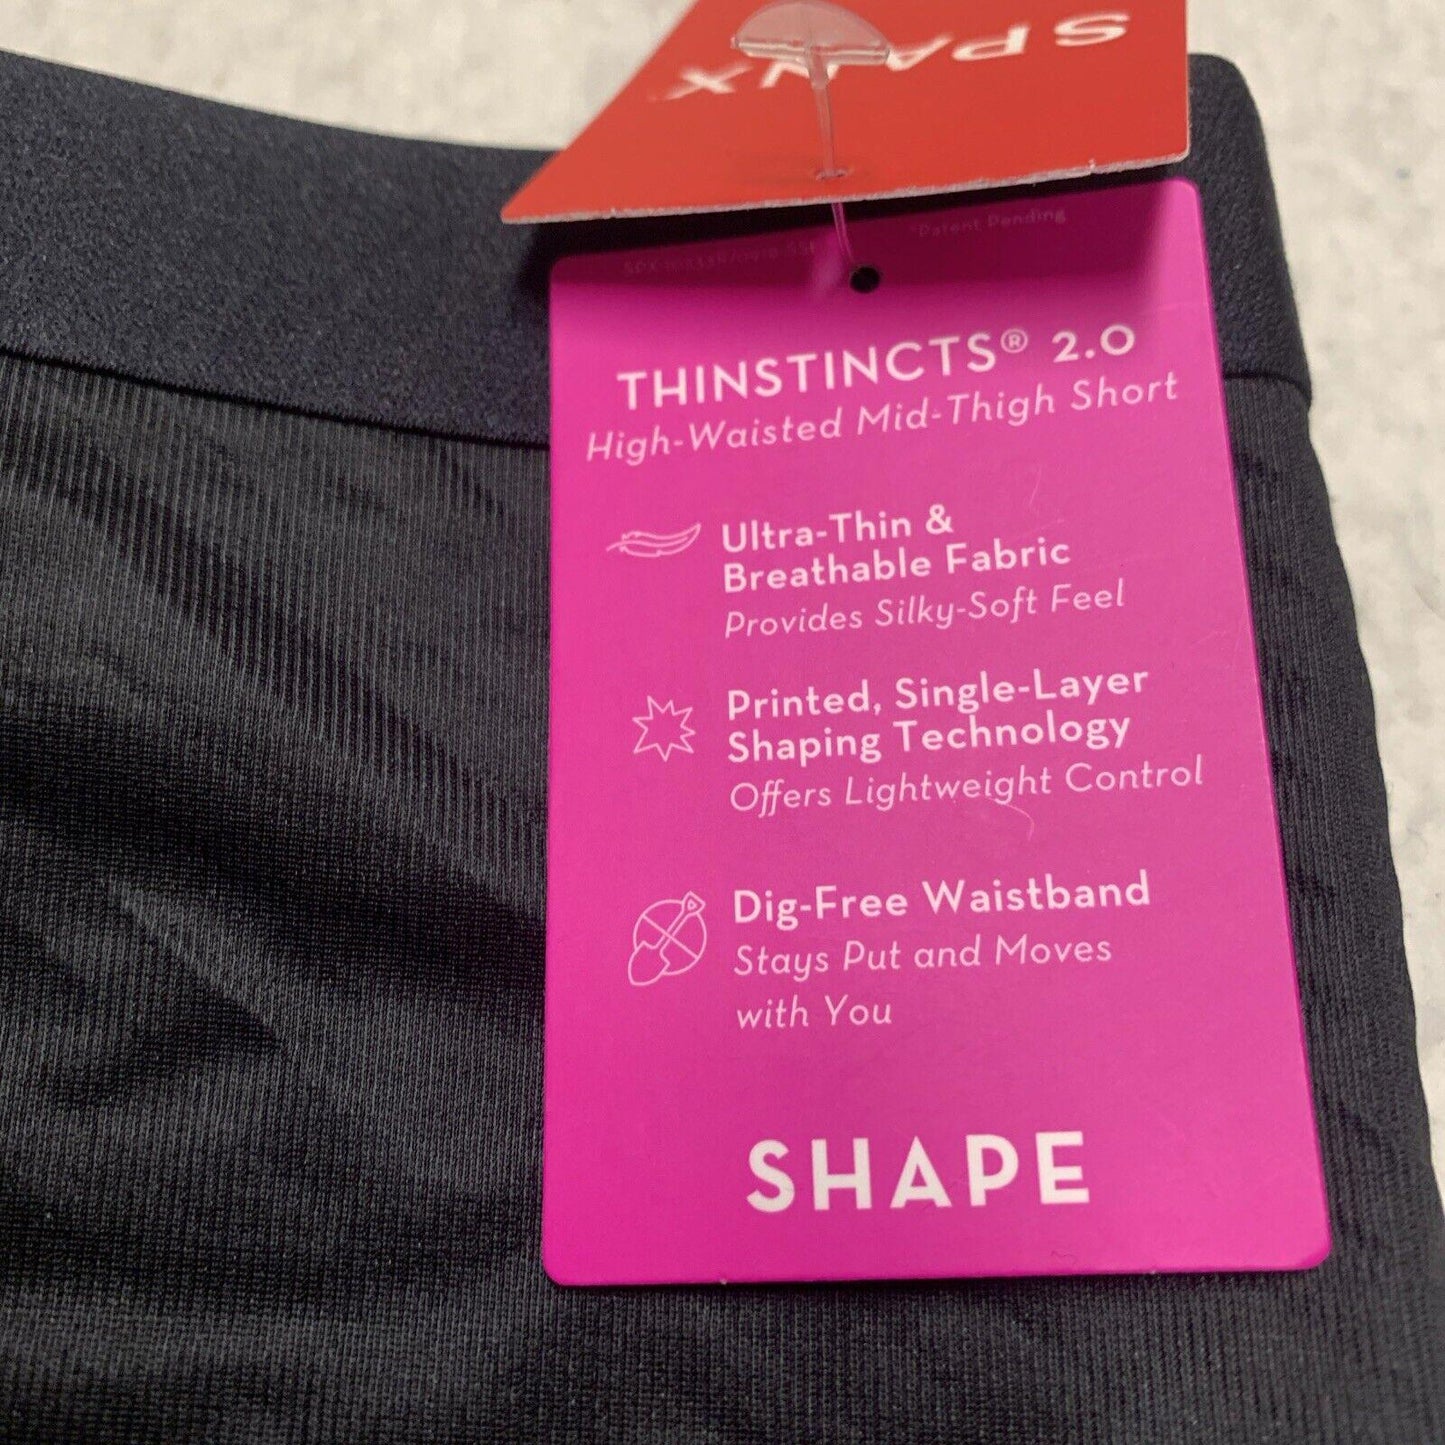 SPANX
*Patent Pending
THINSTINCTS® 2.0
High-Waisted Mid-Thigh Short
Ultra-Thin &
Breathable Fabric
Provides Silky-Soft Feel
Printed, Single-Layer
Shaping Technology
Offers Lightweight Control
Dig-Free Waistband
Stays Put and Moves
with You
SHAPE